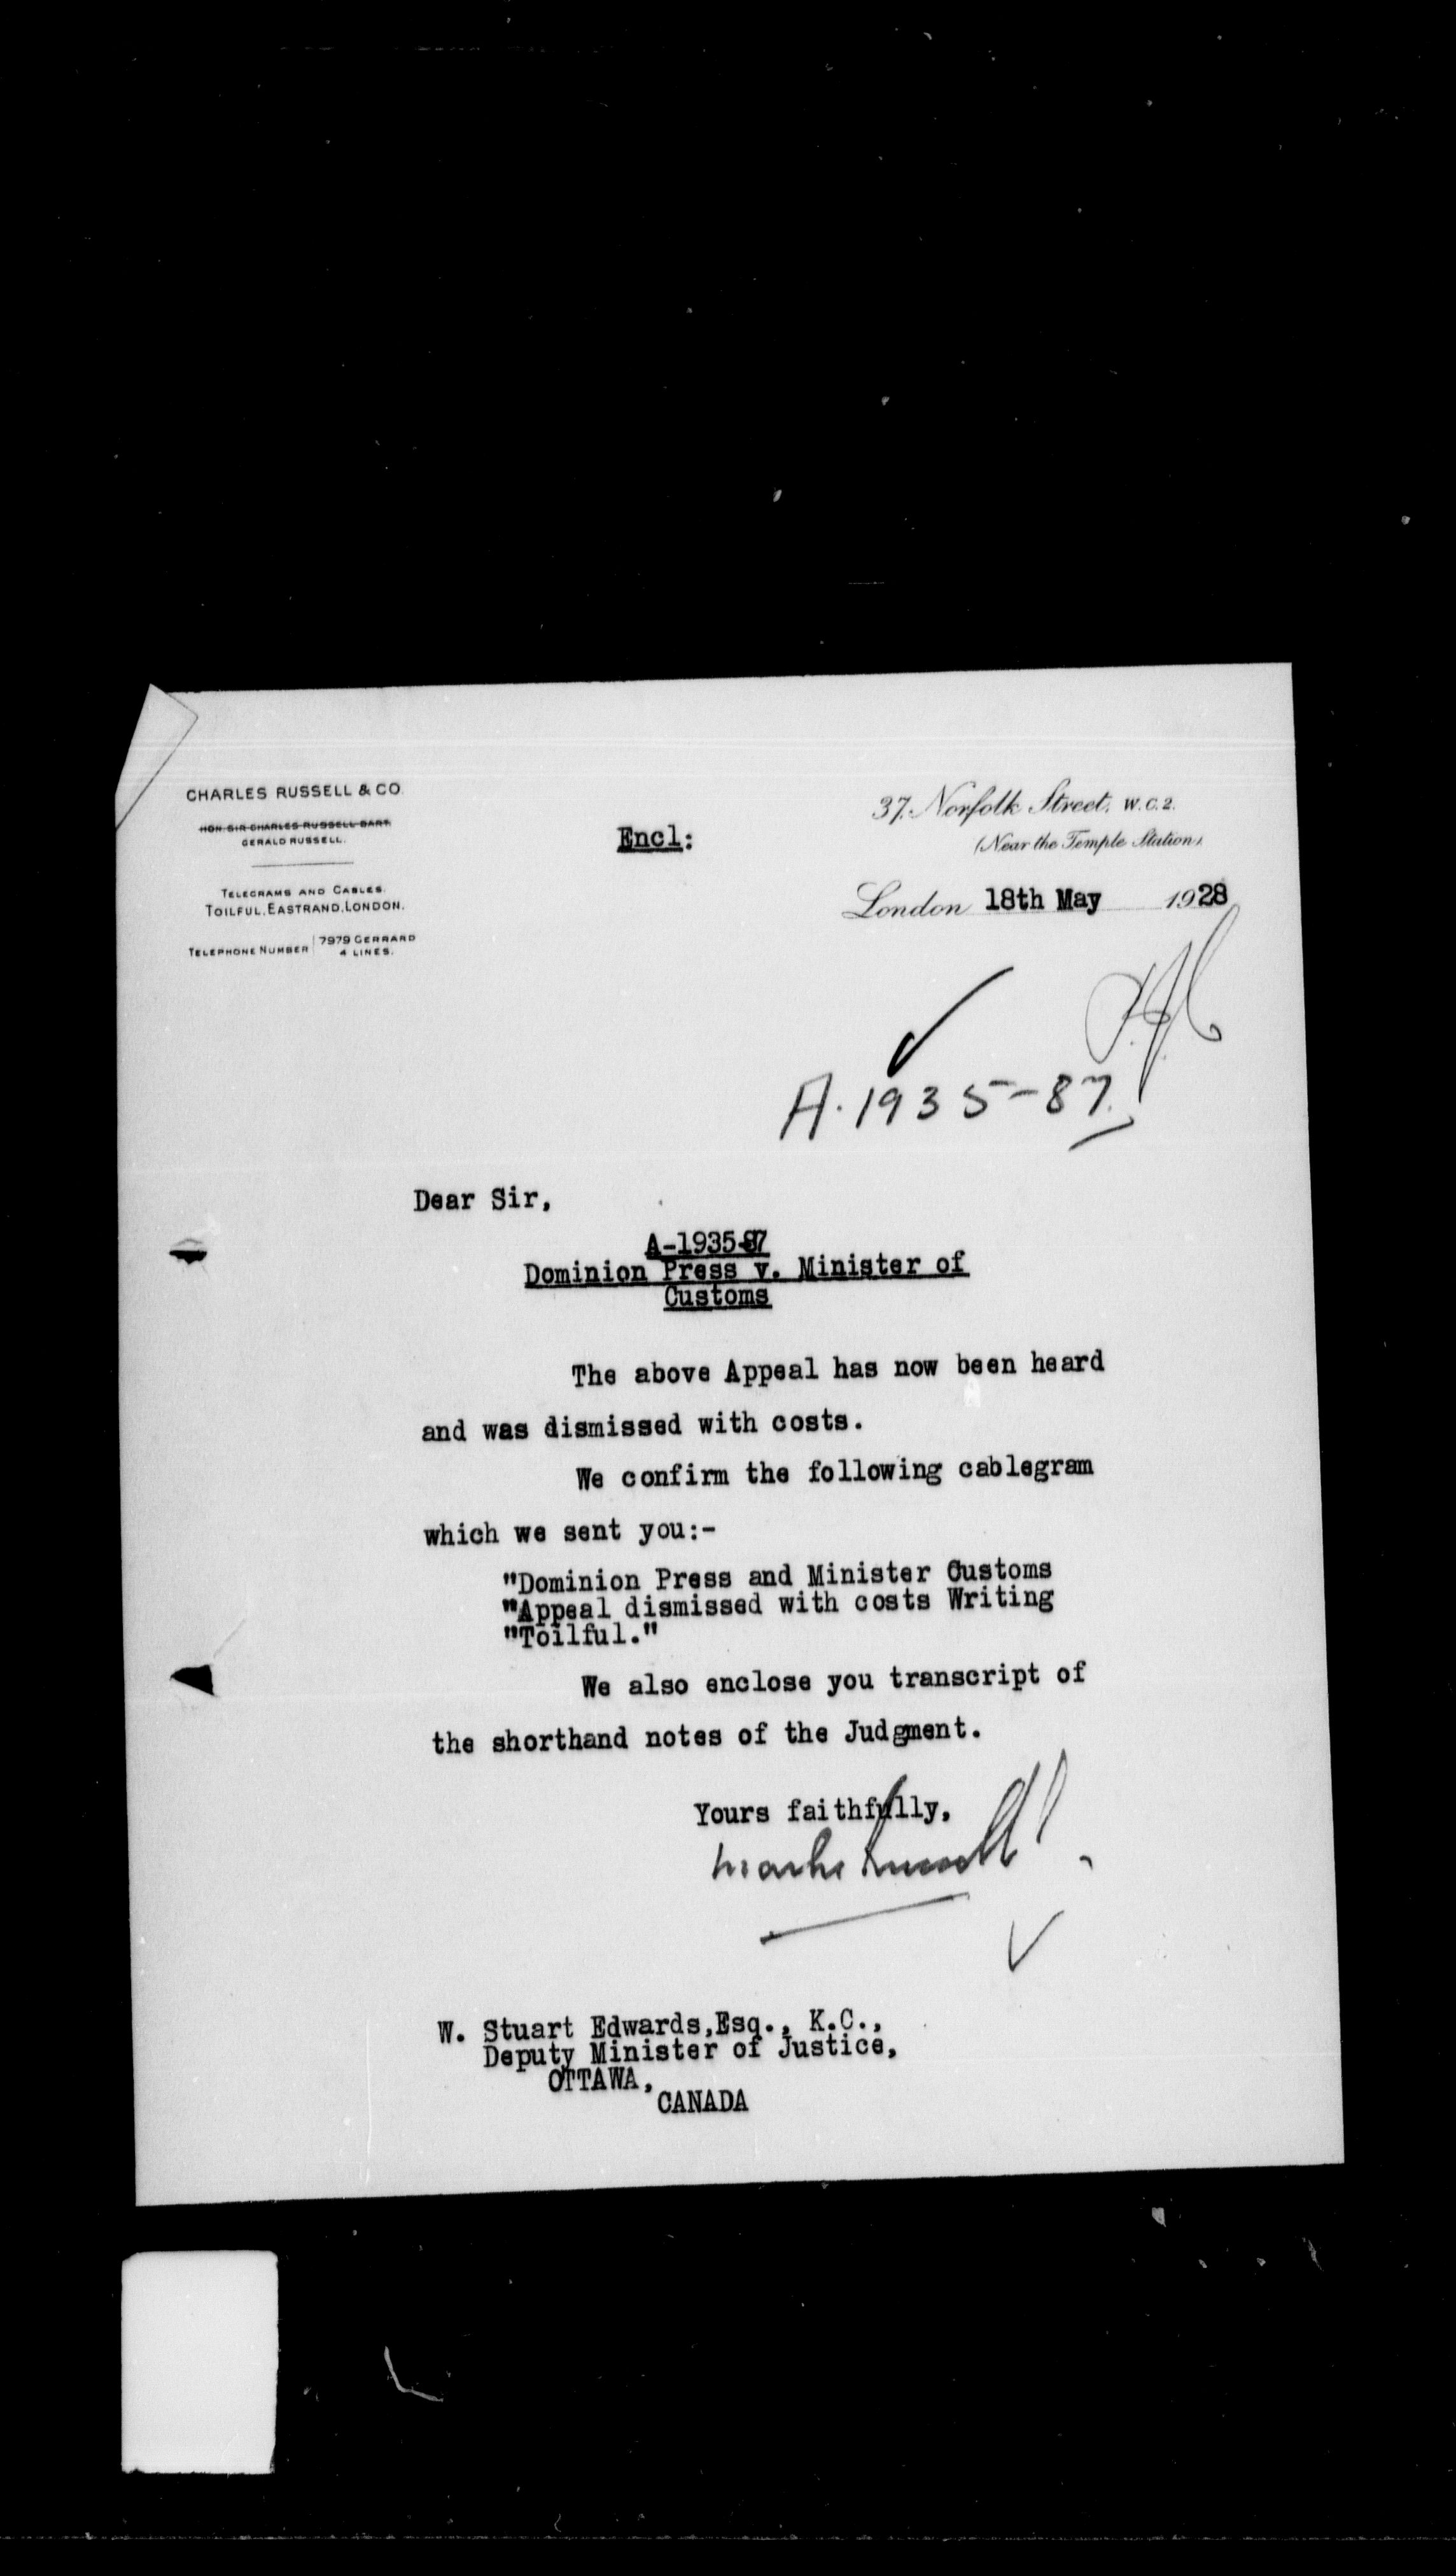 CHARLES RUSSELL & CO.
HON. SIR CHARLES RUSSELL BART.
GERALD RUSSELL.
TELEGRAMS AND CABLES.
TOILFUL, EASTRAND, LONDON.
TELEPHONE NUMBER 7979 GERRARD
4 LINES.
Encl:
37, Norfolk Street, W.C.2.
(Near the Temple Station).
London 18th May 1928
A.1935-87.
Dear Sir,
A-1935-87
Dominion Press v. Minister of
Customs
The above Appeal has now been heard
and was dismissed with costs.
We confirm the following cablegram
which we sent you:-
"Dominion Press and Minister Customs
"Appeal dismissed with costs Writing
"Toilful."
We also enclose you transcript of
the shorthand notes of the Judgment.
Yours faithfully,
W. Stuart Edwards,Esq., K.C.,
Deputy Minister of Justice,
OTTAWA,
CANADA